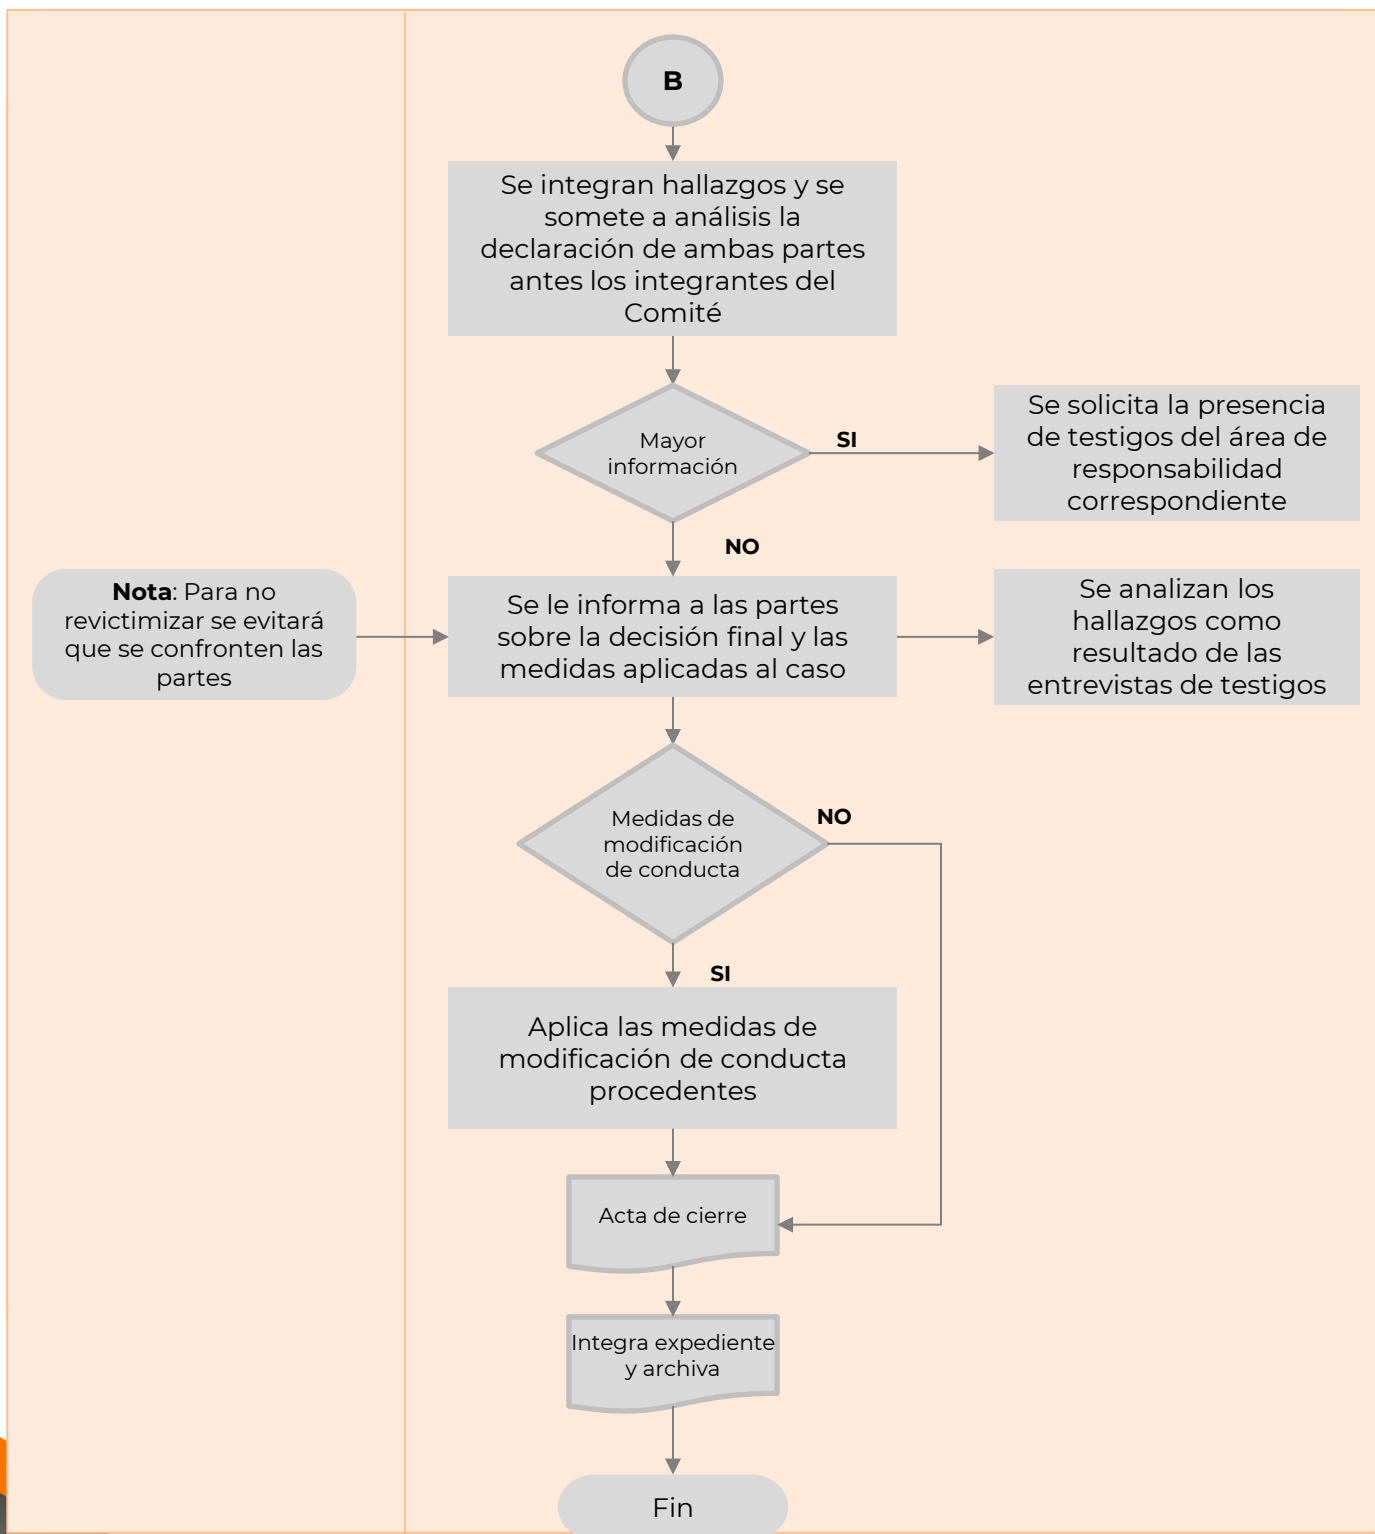 B
Se integran hallazgos y se
somete a análisis la
declaración de ambas partes
antes los integrantes del
Comité
Mayor
información
SI
Se solicita la presencia
de testigos del área de
responsabilidad
correspondiente
NO
Nota: Para no
revictimizar se evitará
que se confronten las
partes
Se le informa a las partes
sobre la decisión final y las
medidas aplicadas al caso
Se analizan los
hallazgos como
resultado de las
entrevistas de testigos
Medidas de
modificación
de conducta
NO
SI
Aplica las medidas de
modificación de conducta
procedentes
Acta de cierre
Integra expediente
y archiva
Fin